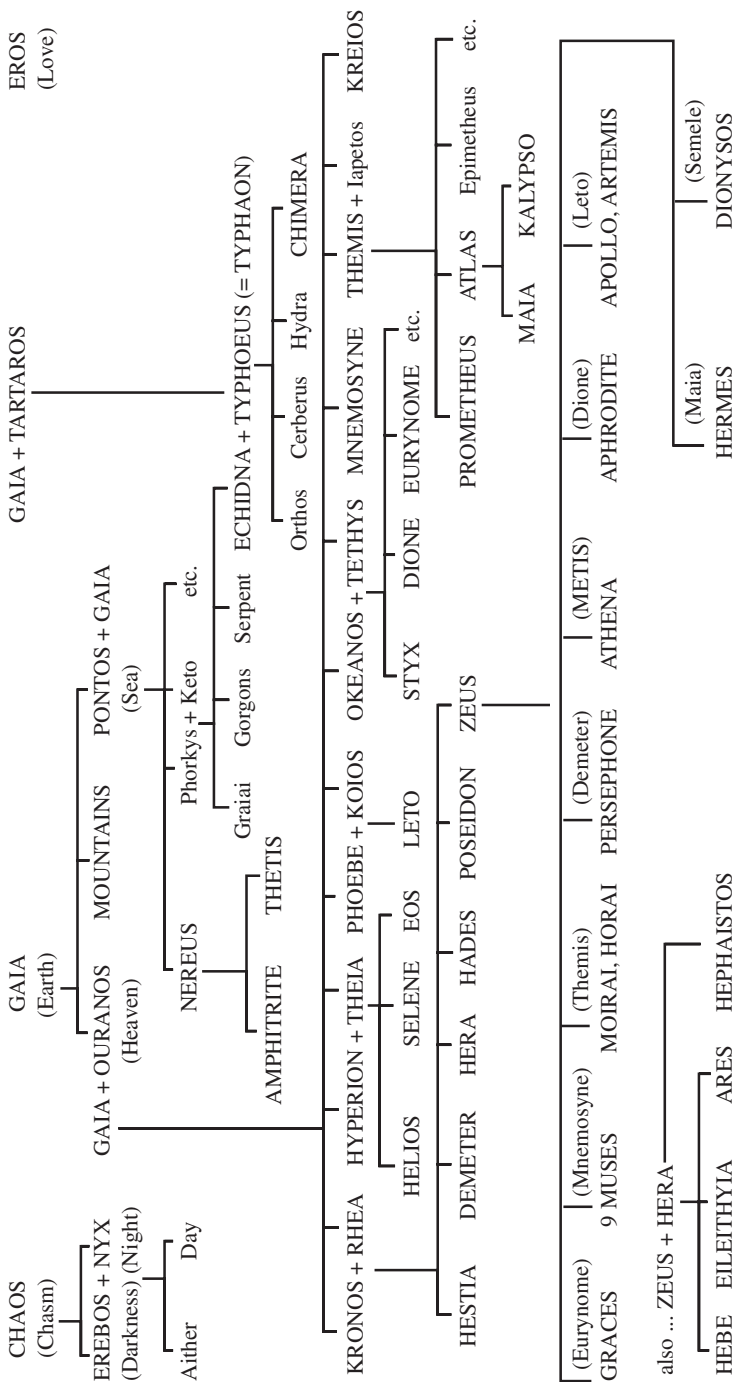 CHAOS GAIA GAIA + TARTAROS EROS
(Chasm) (Earth) (Love)
EREBOS + NYX GAIA + OURANOS MOUNTAINS PONTOS + GAIA
(Darkness) (Night) (Heaven) (Sea)
Aither Day NEREUS Phorkys + Keto etc.
Graiai Gorgons Serpent ECHIDNA + TYPHOEUS (= TYPHAON)
AMPHITRITE THETIS Orthos Cerberus Hydra CHIMERA
KRONOS + RHEA HYPERION + THEIA PHOEBE + KOIOS OKEANOS + TETHYS MNEMOSYNE THEMIS + Iapetos KREIOS
HELIOS SELENE EOS LETO STYX DIONE EURYNOME etc.
HESTIA DEMETER HERA HADES POSEIDON ZEUS PROMETHEUS ATLAS Epimetheus etc.
MAIA KALYPSO
(Eurynome) (Mnemosyne) (Themis) (Demeter) (METIS) (Dione) (Leto)
GRACES 9 MUSES MOIRAI, HORAI PERSEPHONE ATHENA APHRODITE APOLLO, ARTEMIS
also ... ZEUS + HERA (Maia) (Semele)
HEBE EILEITHYIA ARES HEPHAISTOS HERMES DIONYSOS